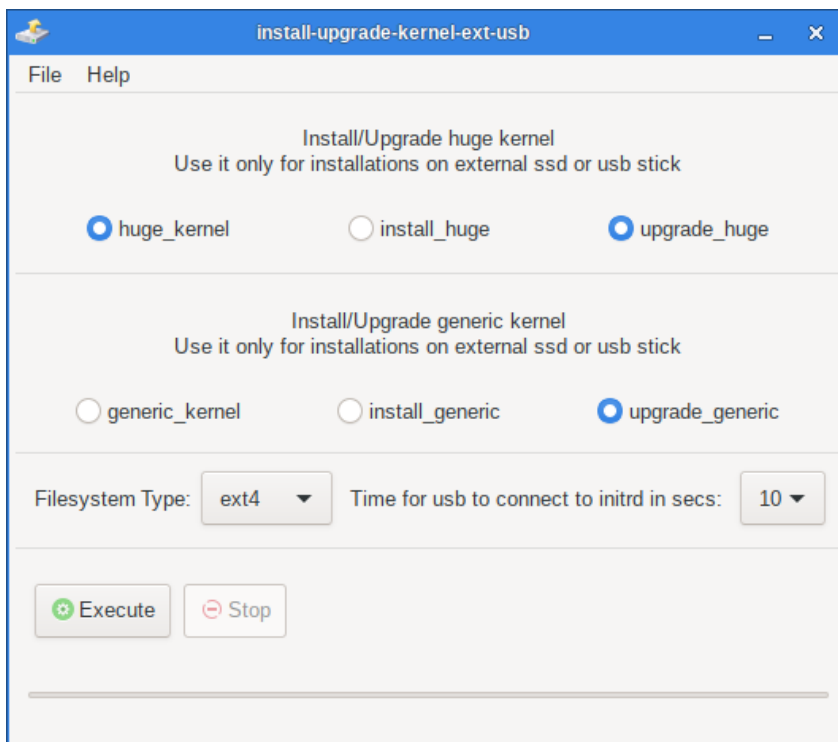 install-upgrade-kernel-ext-usb
File Help
Install/Upgrade huge kernel
Use it only for installations on external ssd or usb stick
huge_kernel install_huge upgrade_huge
Install/Upgrade generic kernel
Use it only for installations on external ssd or usb stick
generic_kernel install_generic upgrade_generic
Filesystem Type: ext4 Time for usb to connect to initrd in secs: 10
Execute Stop